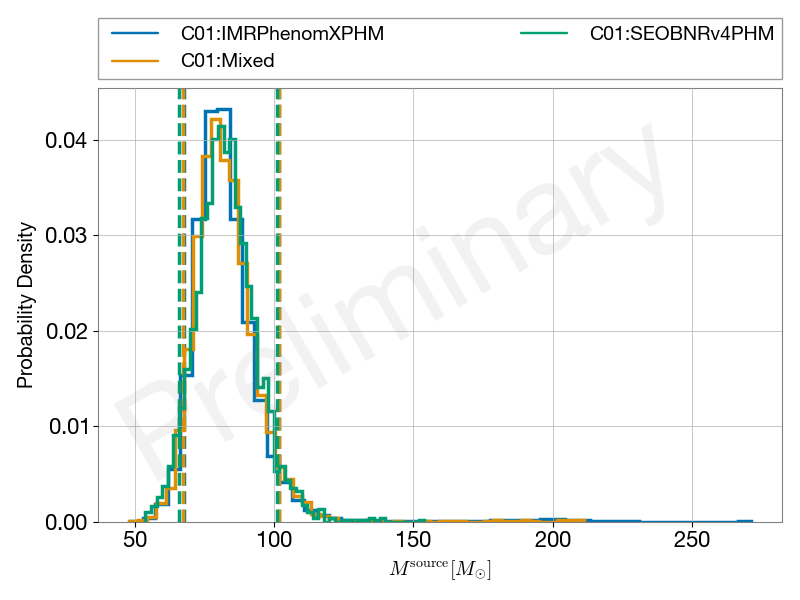 C01:IMRPhenomXPHM
C01:Mixed
C01:SEOBNRv4PHM
Preliminary
Probability Density
0.04
0.03
0.02
0.01
0.00
50 100 150 200 250
M^source [M_⊙]